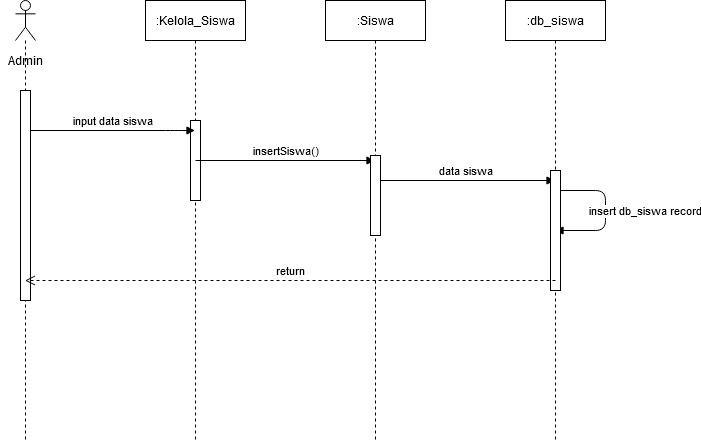 :Kelola_Siswa
:Siswa
:db_siswa
Admin
input data siswa
insertSiswa()
data siswa
insert db_siswa record
return